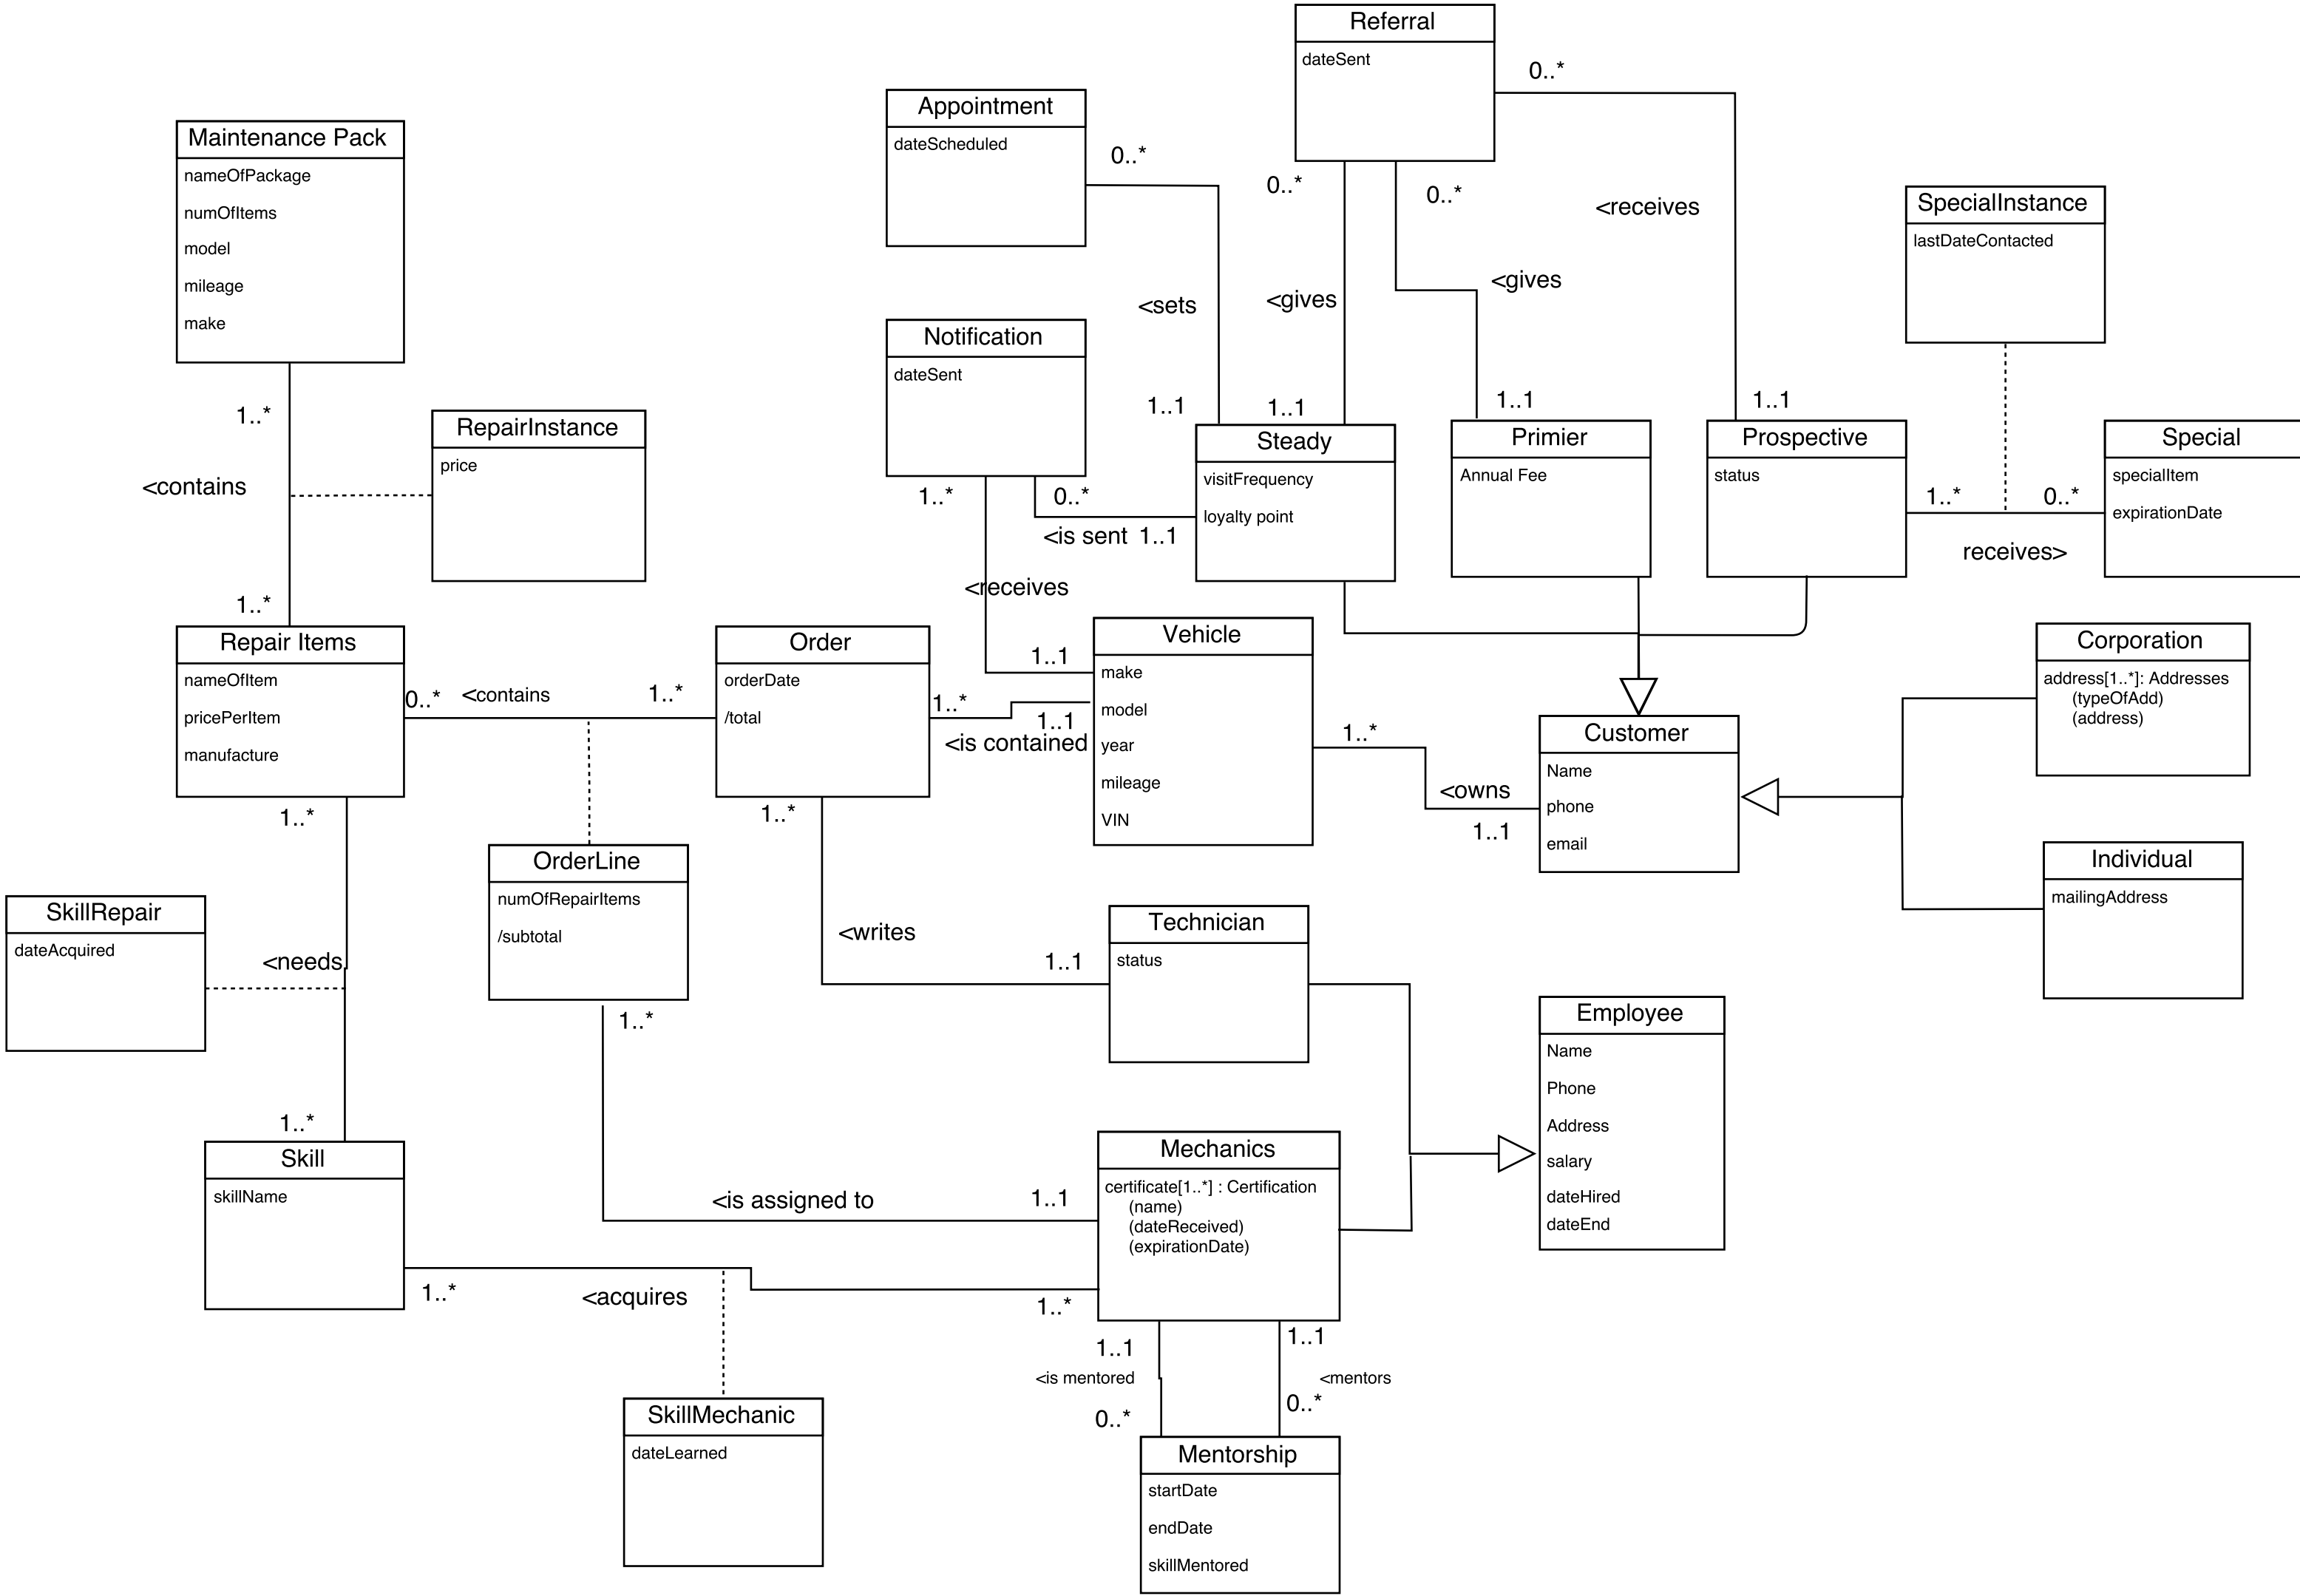 Referral
dateSent
0..*
0..*
0..*
<receives
<gives
<gives
Appointment
dateScheduled
0..*
<sets
Maintenance Pack
nameOfPackage
numOfItems
model
mileage
make
SpecialInstance
lastDateContacted
Notification
dateSent
1..*
0..*
<is sent 1..1
<receives
1..1
1..1
1..1
1..1
1..*
<contains
1..*
RepairInstance
price
Steady
visitFrequency
loyalty point
Primier
Annual Fee
Prospective
status
1..*
0..*
receives>
Special
specialItem
expirationDate
Repair Items
nameOfItem
pricePerItem
manufacture
0..*
<contains
1..*
Order
orderDate
/total
1..*
1..1
1..1
<is contained
Vehicle
make
model
year
mileage
VIN
1..*
<owns
1..1
Customer
Name
phone
email
Corporation
address[1..*]: Addresses
(typeOfAdd)
(address)
Individual
mailingAddress
1..*
1..*
OrderLine
numOfRepairItems
/subtotal
1..*
SkillRepair
dateAcquired
<needs
1..*
<writes
1..1
Technician
status
Employee
Name
Phone
Address
salary
dateHired
dateEnd
Skill
skillName
<is assigned to
1..1
Mechanics
certificate[1..*] : Certification
(name)
(dateReceived)
(expirationDate)
1..*
<acquires
1..*
1..1
1..1
<is mentored
<mentors
0..*
0..*
SkillMechanic
dateLearned
Mentorship
startDate
endDate
skillMentored